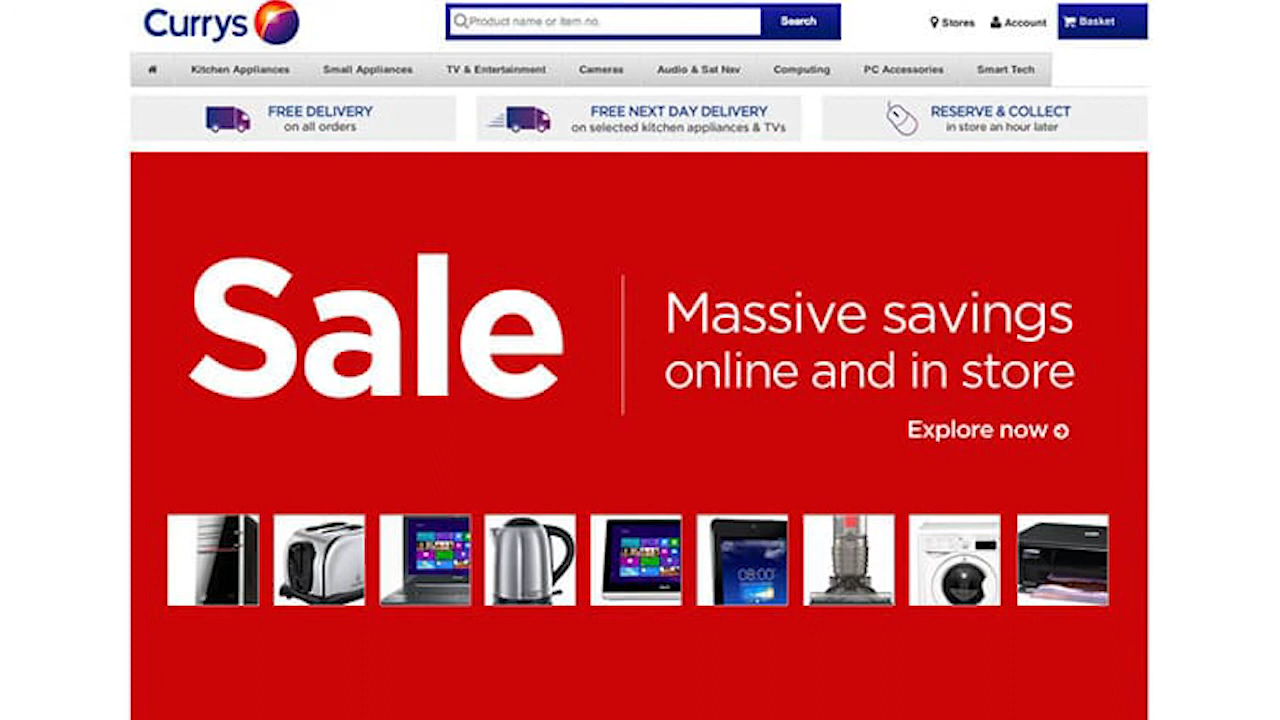 Currys
Product name or item no.
Search
Stores
Account
Basket
Kitchen Appliances
Small Appliances
TV & Entertainment
Cameras
Audio & Sat Nav
Computing
PC Accessories
Smart Tech
FREE DELIVERY
on all orders
FREE NEXT DAY DELIVERY
on selected kitchen appliances & TVs
RESERVE & COLLECT
in store an hour later
Sale
Massive savings
online and in store
Explore now
08:00